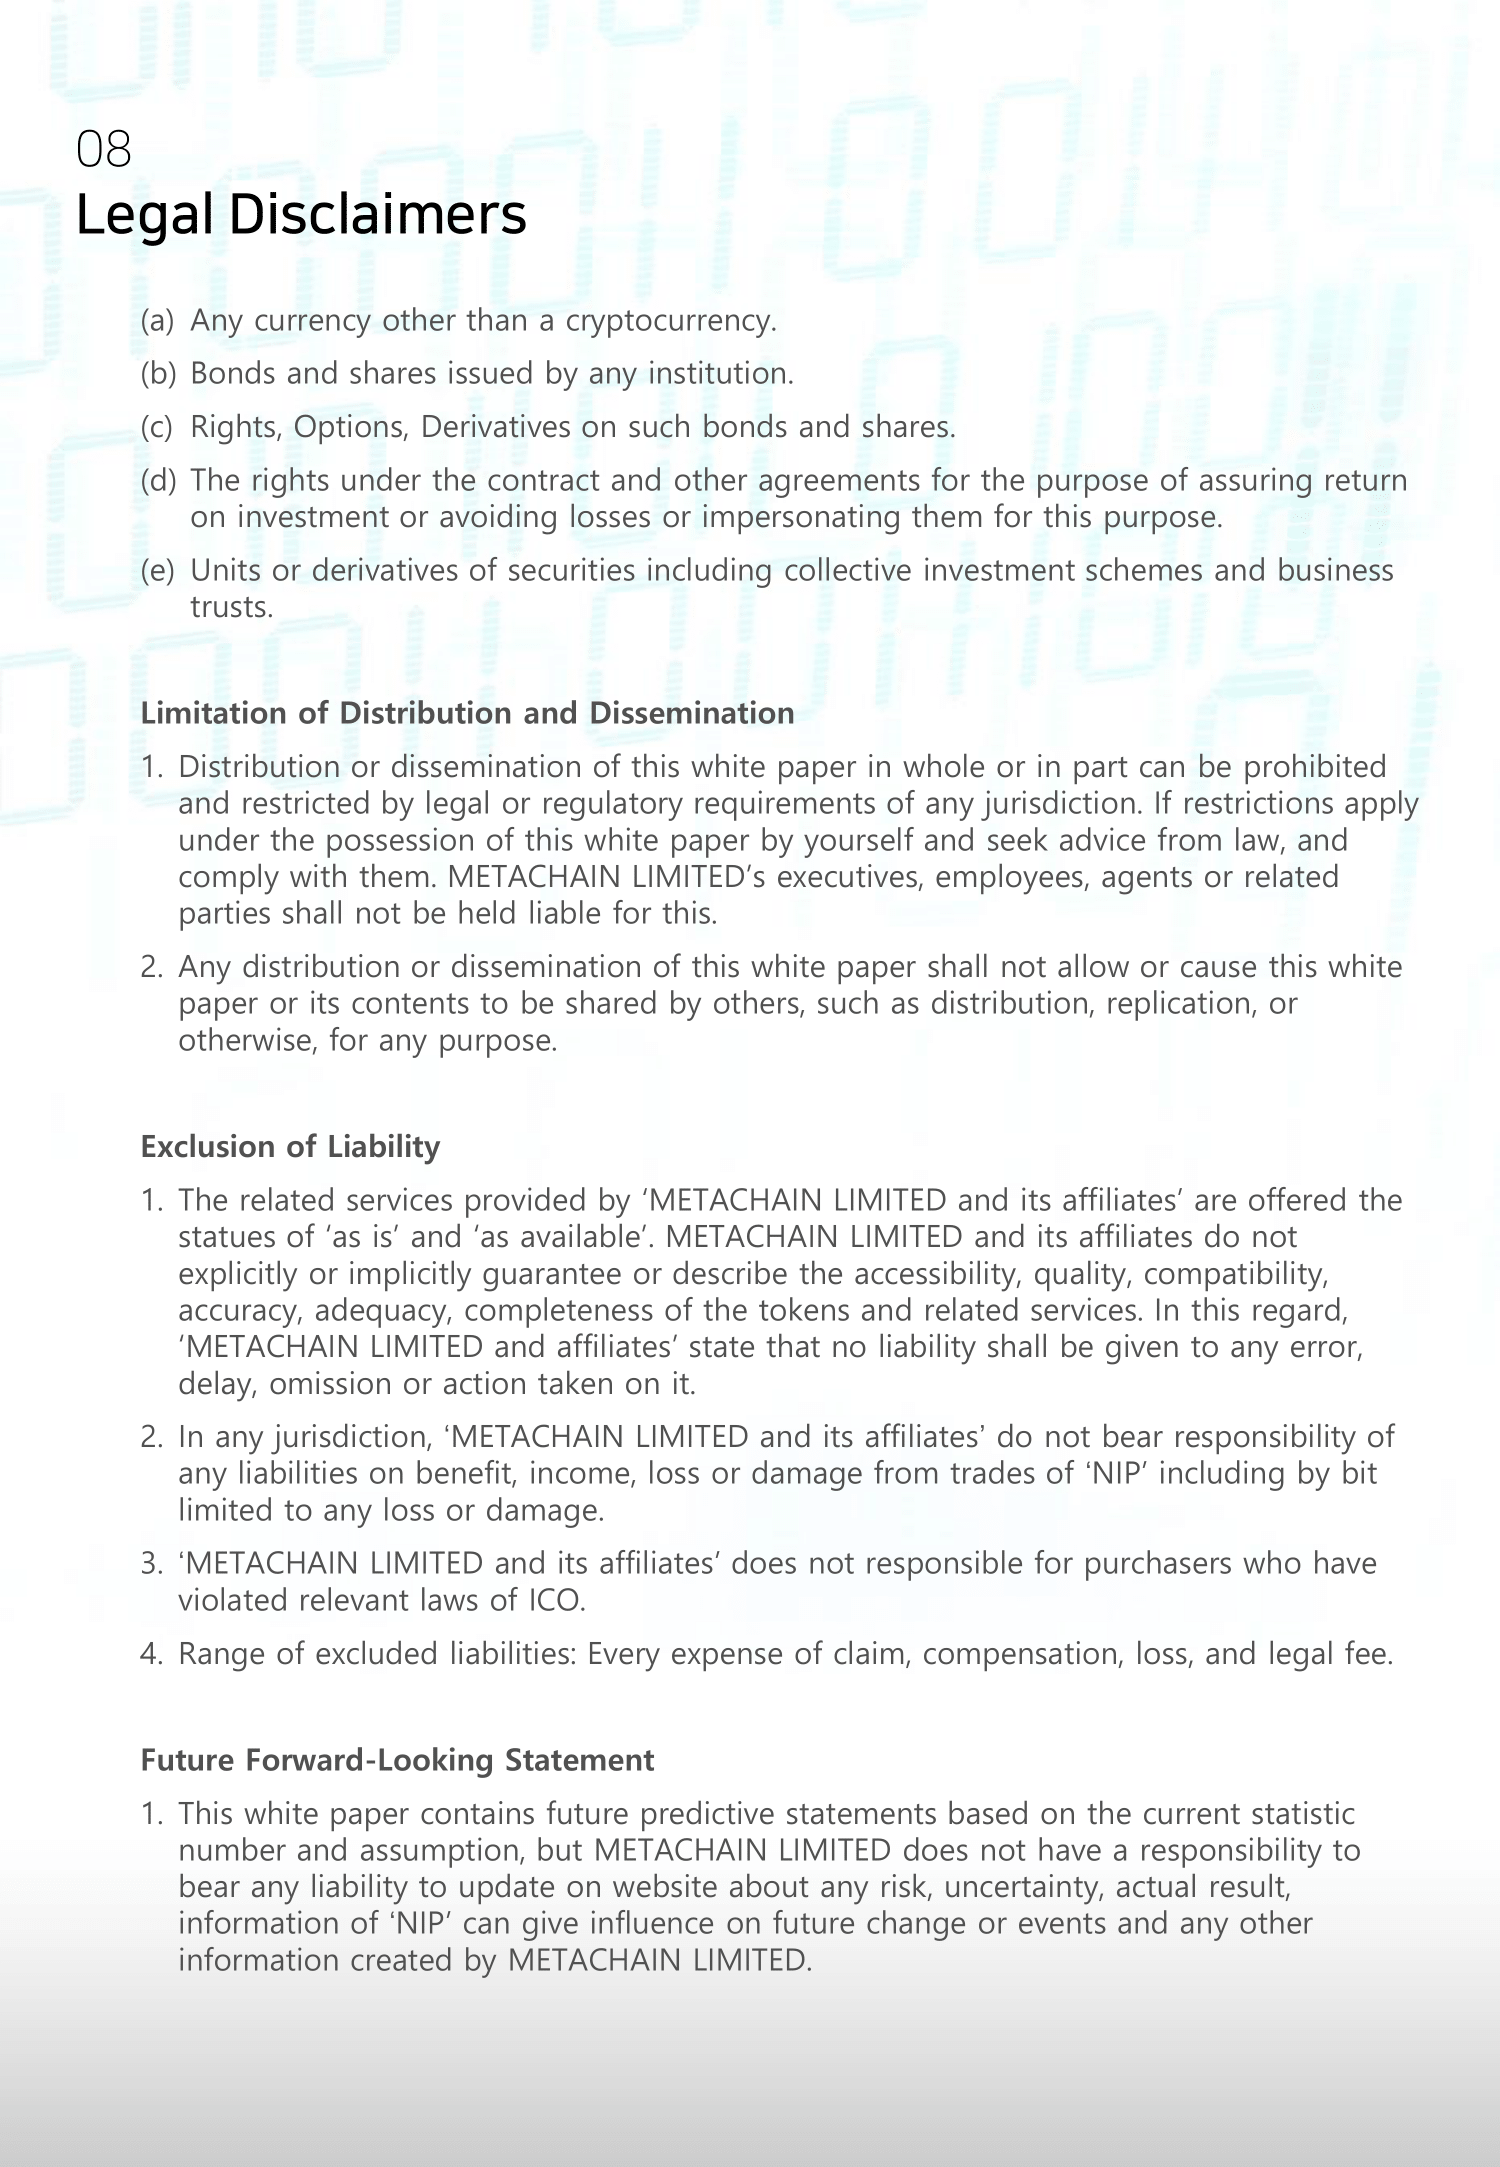 08
Legal Disclaimers
(a) Any currency other than a cryptocurrency.
(b) Bonds and shares issued by any institution.
(c) Rights, Options, Derivatives on such bonds and shares.
(d) The rights under the contract and other agreements for the purpose of assuring return
on investment or avoiding losses or impersonating them for this purpose.
(e) Units or derivatives of securities including collective investment schemes and business
trusts.
Limitation of Distribution and Dissemination
1. Distribution or dissemination of this white paper in whole or in part can be prohibited
and restricted by legal or regulatory requirements of any jurisdiction. If restrictions apply
under the possession of this white paper by yourself and seek advice from law, and
comply with them. METACHAIN LIMITED’s executives, employees, agents or related
parties shall not be held liable for this.
2. Any distribution or dissemination of this white paper shall not allow or cause this white
paper or its contents to be shared by others, such as distribution, replication, or
otherwise, for any purpose.
Exclusion of Liability
1. The related services provided by ‘METACHAIN LIMITED and its affiliates’ are offered the
statues of ‘as is’ and ‘as available’. METACHAIN LIMITED and its affiliates do not
explicitly or implicitly guarantee or describe the accessibility, quality, compatibility,
accuracy, adequacy, completeness of the tokens and related services. In this regard,
‘METACHAIN LIMITED and affiliates’ state that no liability shall be given to any error,
delay, omission or action taken on it.
2. In any jurisdiction, ‘METACHAIN LIMITED and its affiliates’ do not bear responsibility of
any liabilities on benefit, income, loss or damage from trades of ‘NIP’ including by bit
limited to any loss or damage.
3. ‘METACHAIN LIMITED and its affiliates’ does not responsible for purchasers who have
violated relevant laws of ICO.
4. Range of excluded liabilities: Every expense of claim, compensation, loss, and legal fee.
Future Forward-Looking Statement
1. This white paper contains future predictive statements based on the current statistic
number and assumption, but METACHAIN LIMITED does not have a responsibility to
bear any liability to update on website about any risk, uncertainty, actual result,
information of ‘NIP’ can give influence on future change or events and any other
information created by METACHAIN LIMITED.